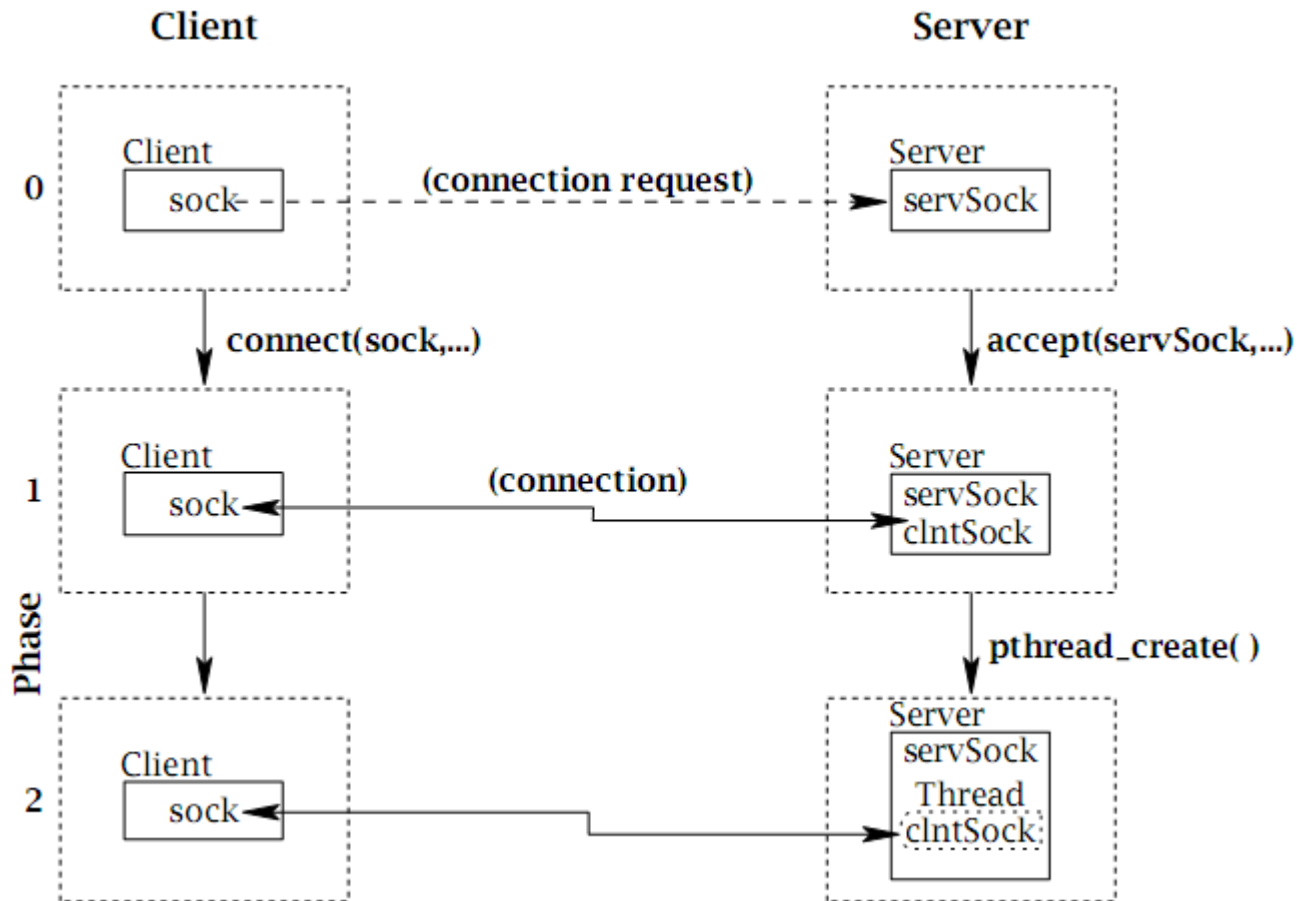 Client
Server
0
Client
sock
(connection request)
Server
servSock
connect(sock,...)
accept(servSock,...)
1
Client
sock
(connection)
Server
servSock
clntSock
Phase
pthread_create( )
2
Client
sock
Server
servSock
Thread
clntSock